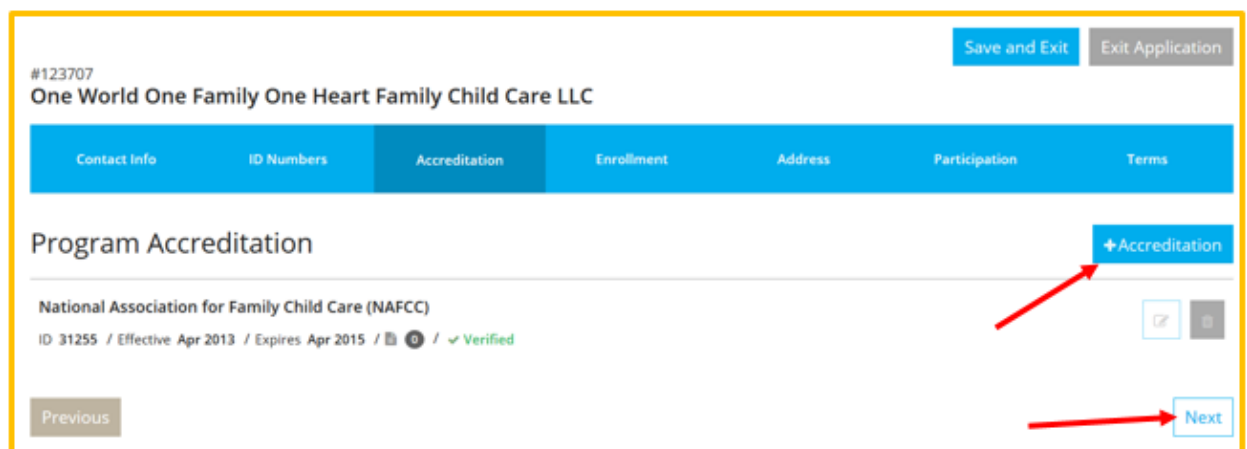 Save and Exit Exit Application
#123707
One World One Family One Heart Family Child Care LLC
Contact Info ID Numbers Accreditation Enrollment Address Participation Terms
Program Accreditation
+Accreditation
National Association for Family Child Care (NAFCC)
ID 31255 / Effective Apr 2013 / Expires Apr 2015 / 0 / ✓ Verified
Previous
Next